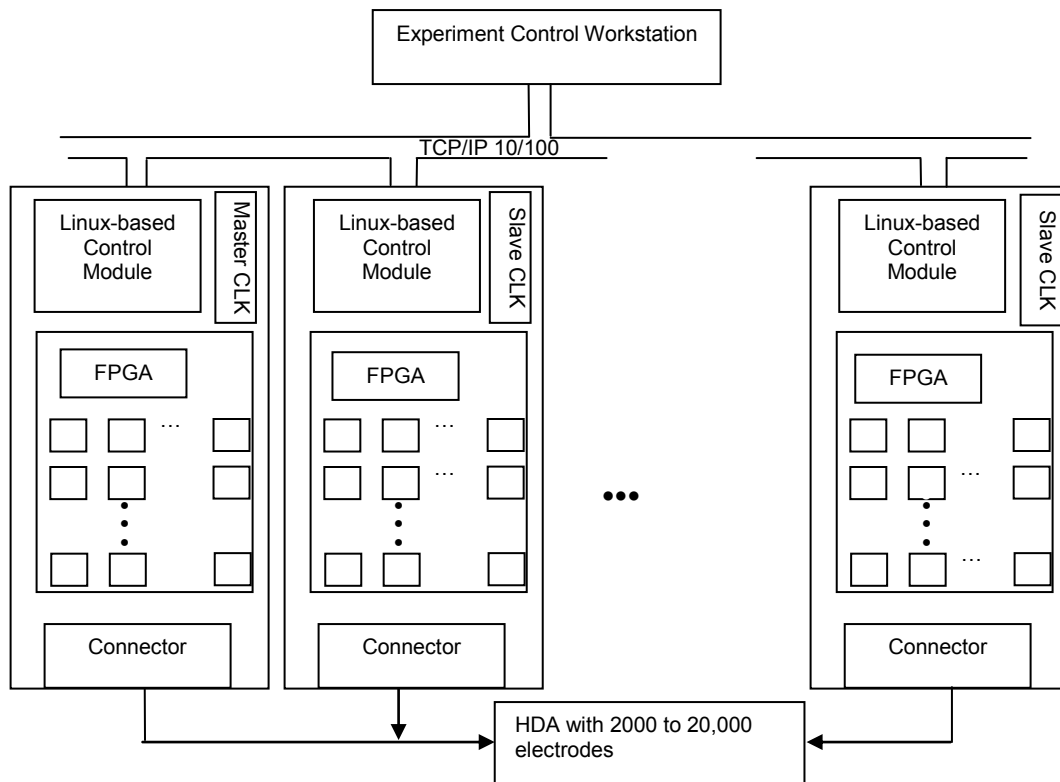 Experiment Control Workstation
TCP/IP 10/100
Linux-based
Control
Module
Master CLK
Linux-based
Control
Module
Slave CLK
Linux-based
Control
Module
Slave CLK
FPGA
FPGA
FPGA
...
...
...
...
...
...
...
Connector
Connector
Connector
HDA with 2000 to 20,000
electrodes